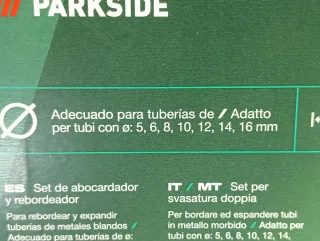 PARKSIDE
Adecuado para tuberías de / Adatto
per tubi con ø: 5, 6, 8, 10, 12, 14, 16 mm
ES Set de abocardador
y rebordeador
Para rebordear y expandir
tuberías de metales blandos /
Adecuado para tuberías de ø:
IT / MT Set per
svasatura doppia
Per bordare ed espandere tubi
in metallo morbido / Adatto per
tubi con ø: 5, 6, 8, 10, 12, 14,